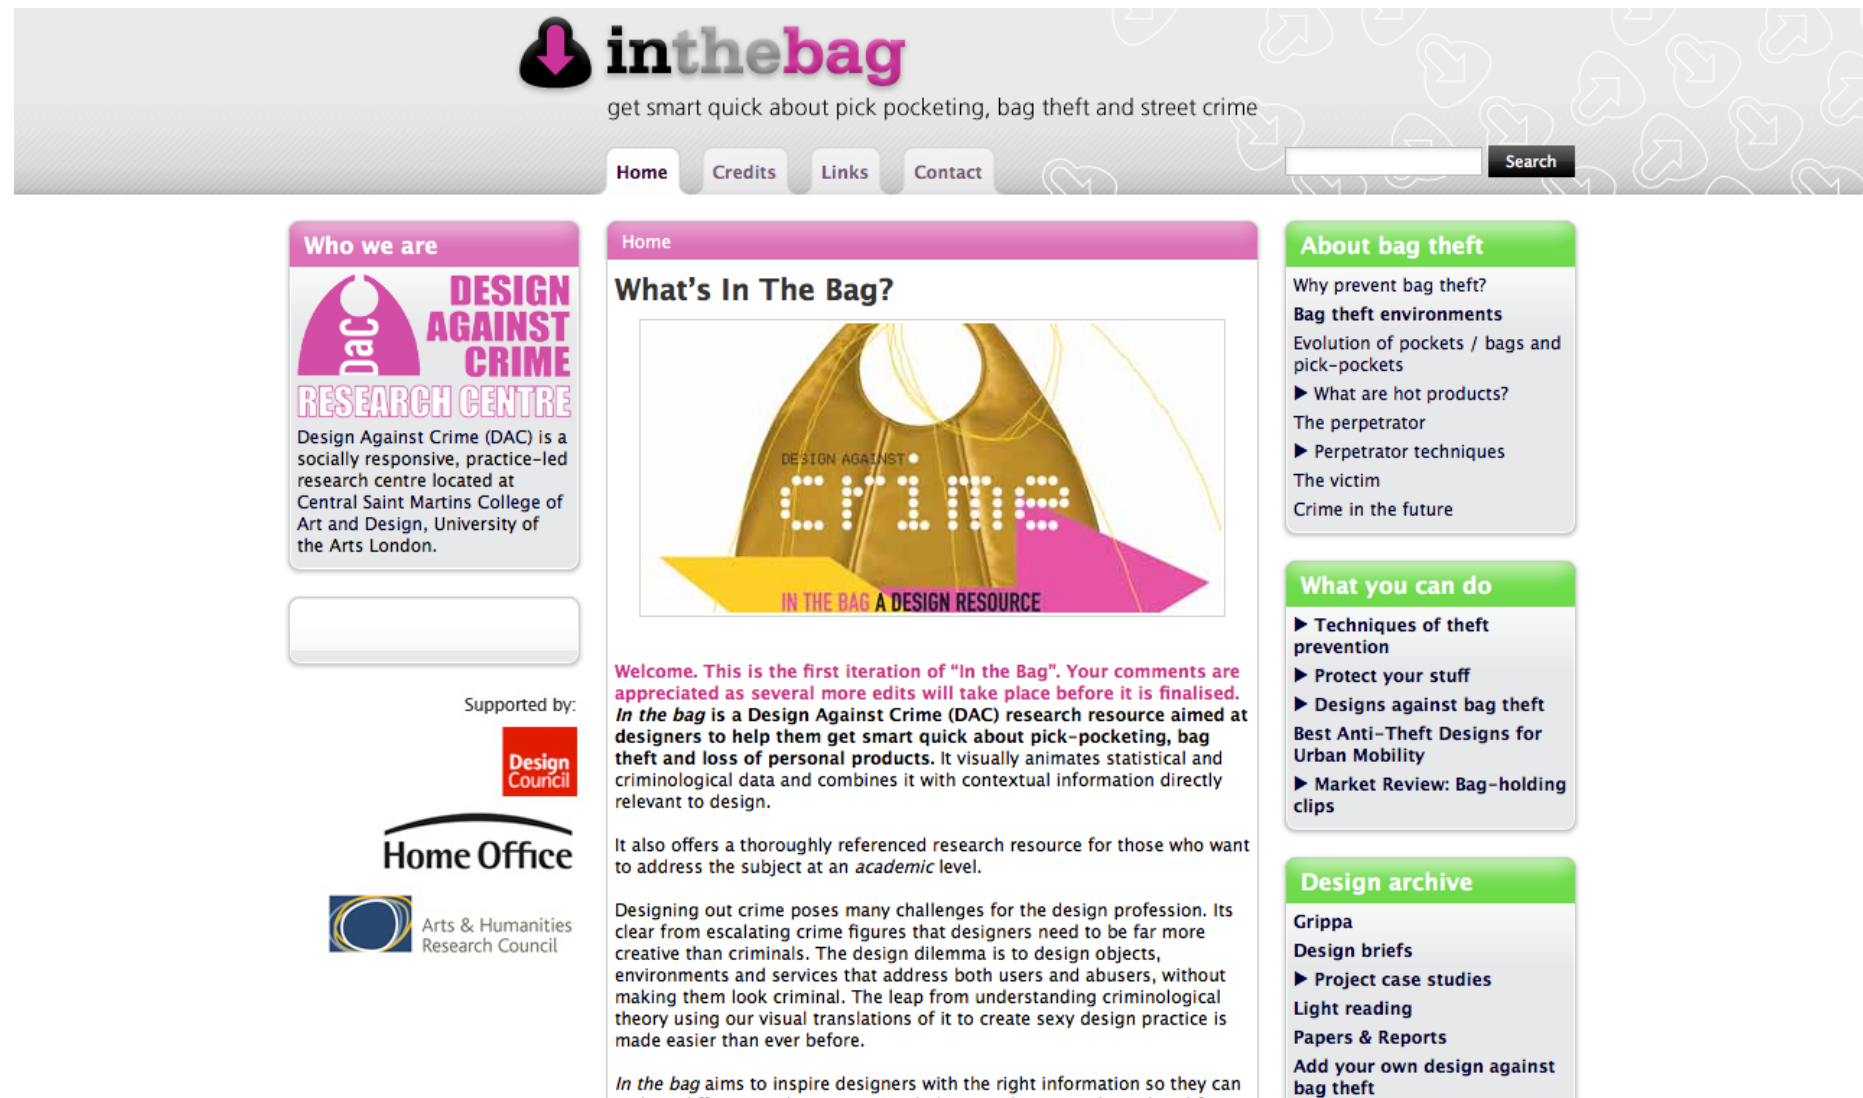 inthebag
get smart quick about pick pocketing, bag theft and street crime
Home
Credits
Links
Contact
Search
Who we are
DESIGN
AGAINST
CRIME
Dac
RESEARCH CENTRE
Design Against Crime (DAC) is a
socially responsive, practice-led
research centre located at
Central Saint Martins College of
Art and Design, University of
the Arts London.
Supported by:
Design
Council
Home Office
Arts & Humanities
Research Council
Home
What's In The Bag?
DESIGN AGAINST
crime
IN THE BAG A DESIGN RESOURCE
Welcome. This is the first iteration of “In the Bag”. Your comments are
appreciated as several more edits will take place before it is finalised.
In the bag is a Design Against Crime (DAC) research resource aimed at
designers to help them get smart quick about pick-pocketing, bag
theft and loss of personal products. It visually animates statistical and
criminological data and combines it with contextual information directly
relevant to design.
It also offers a thoroughly referenced research resource for those who want
to address the subject at an academic level.
Designing out crime poses many challenges for the design profession. Its
clear from escalating crime figures that designers need to be far more
creative than criminals. The design dilemma is to design objects,
environments and services that address both users and abusers, without
making them look criminal. The leap from understanding criminological
theory using our visual translations of it to create sexy design practice is
made easier than ever before.
In the bag aims to inspire designers with the right information so they can
About bag theft
Why prevent bag theft?
Bag theft environments
Evolution of pockets / bags and
pick-pockets
▶ What are hot products?
The perpetrator
▶ Perpetrator techniques
The victim
Crime in the future
What you can do
▶ Techniques of theft
prevention
▶ Protect your stuff
▶ Designs against bag theft
Best Anti-Theft Designs for
Urban Mobility
▶ Market Review: Bag-holding
clips
Design archive
Grippa
Design briefs
▶ Project case studies
Light reading
Papers & Reports
Add your own design against
bag theft